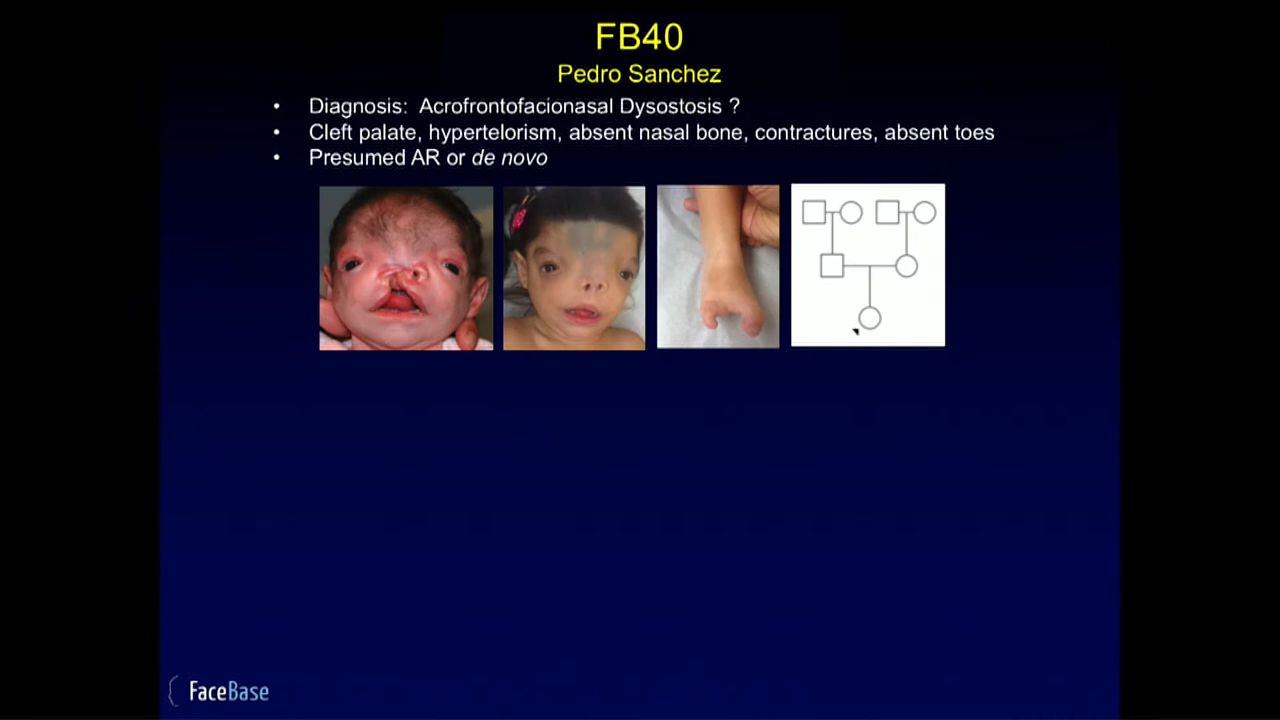 FB40
Pedro Sanchez
• Diagnosis: Acrofrontofacionasal Dysostosis ?
• Cleft palate, hypertelorism, absent nasal bone, contractures, absent toes
• Presumed AR or de novo
FaceBase